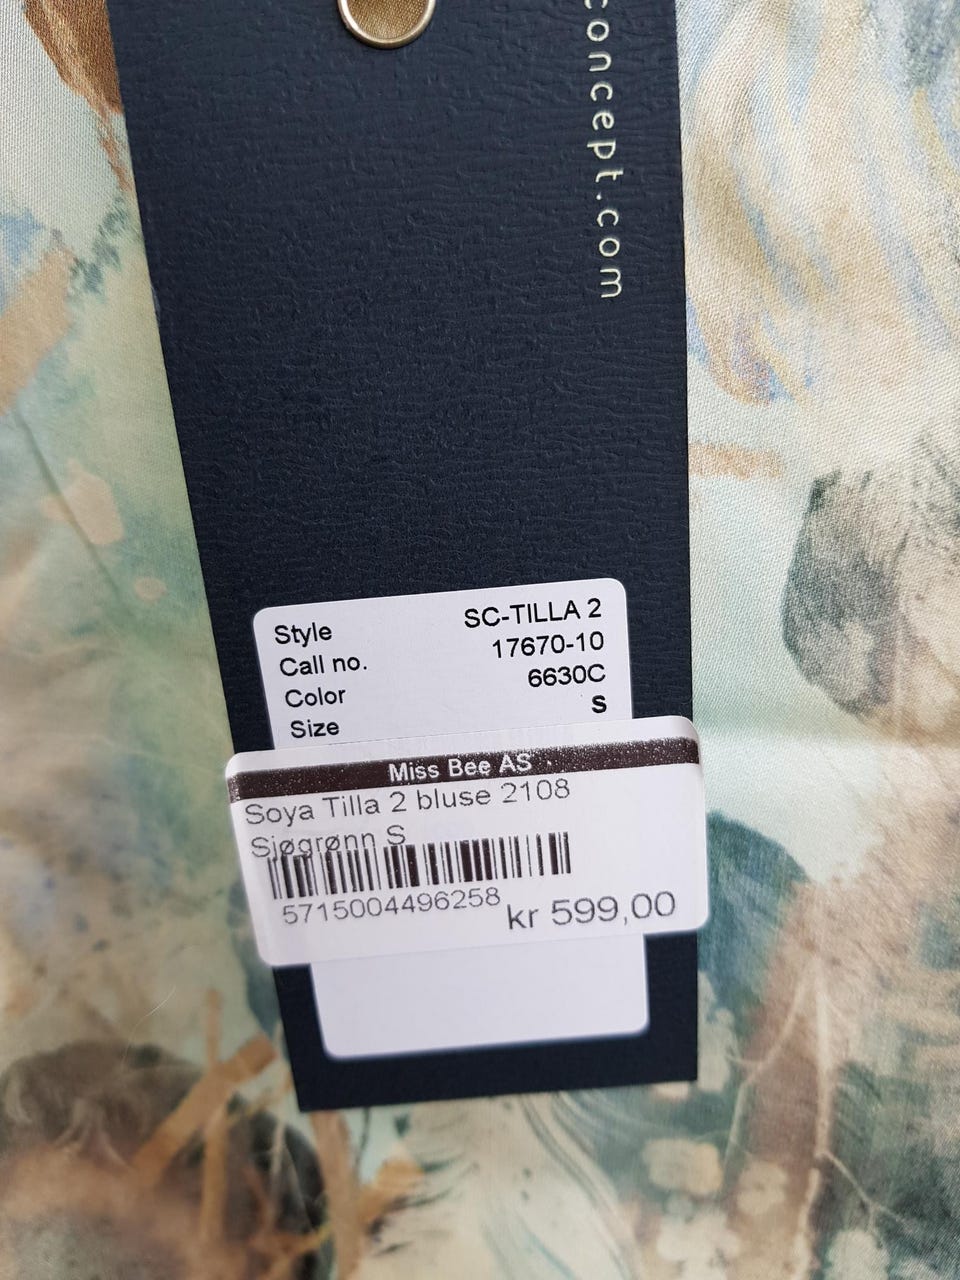 concept.com
Style SC-TILLA 2
Call no. 17670-10
Color 6630C
Size S
Miss Bee AS
Soya Tilla 2 bluse 2108
Sjøgrønn S
5715004496258 kr 599,00